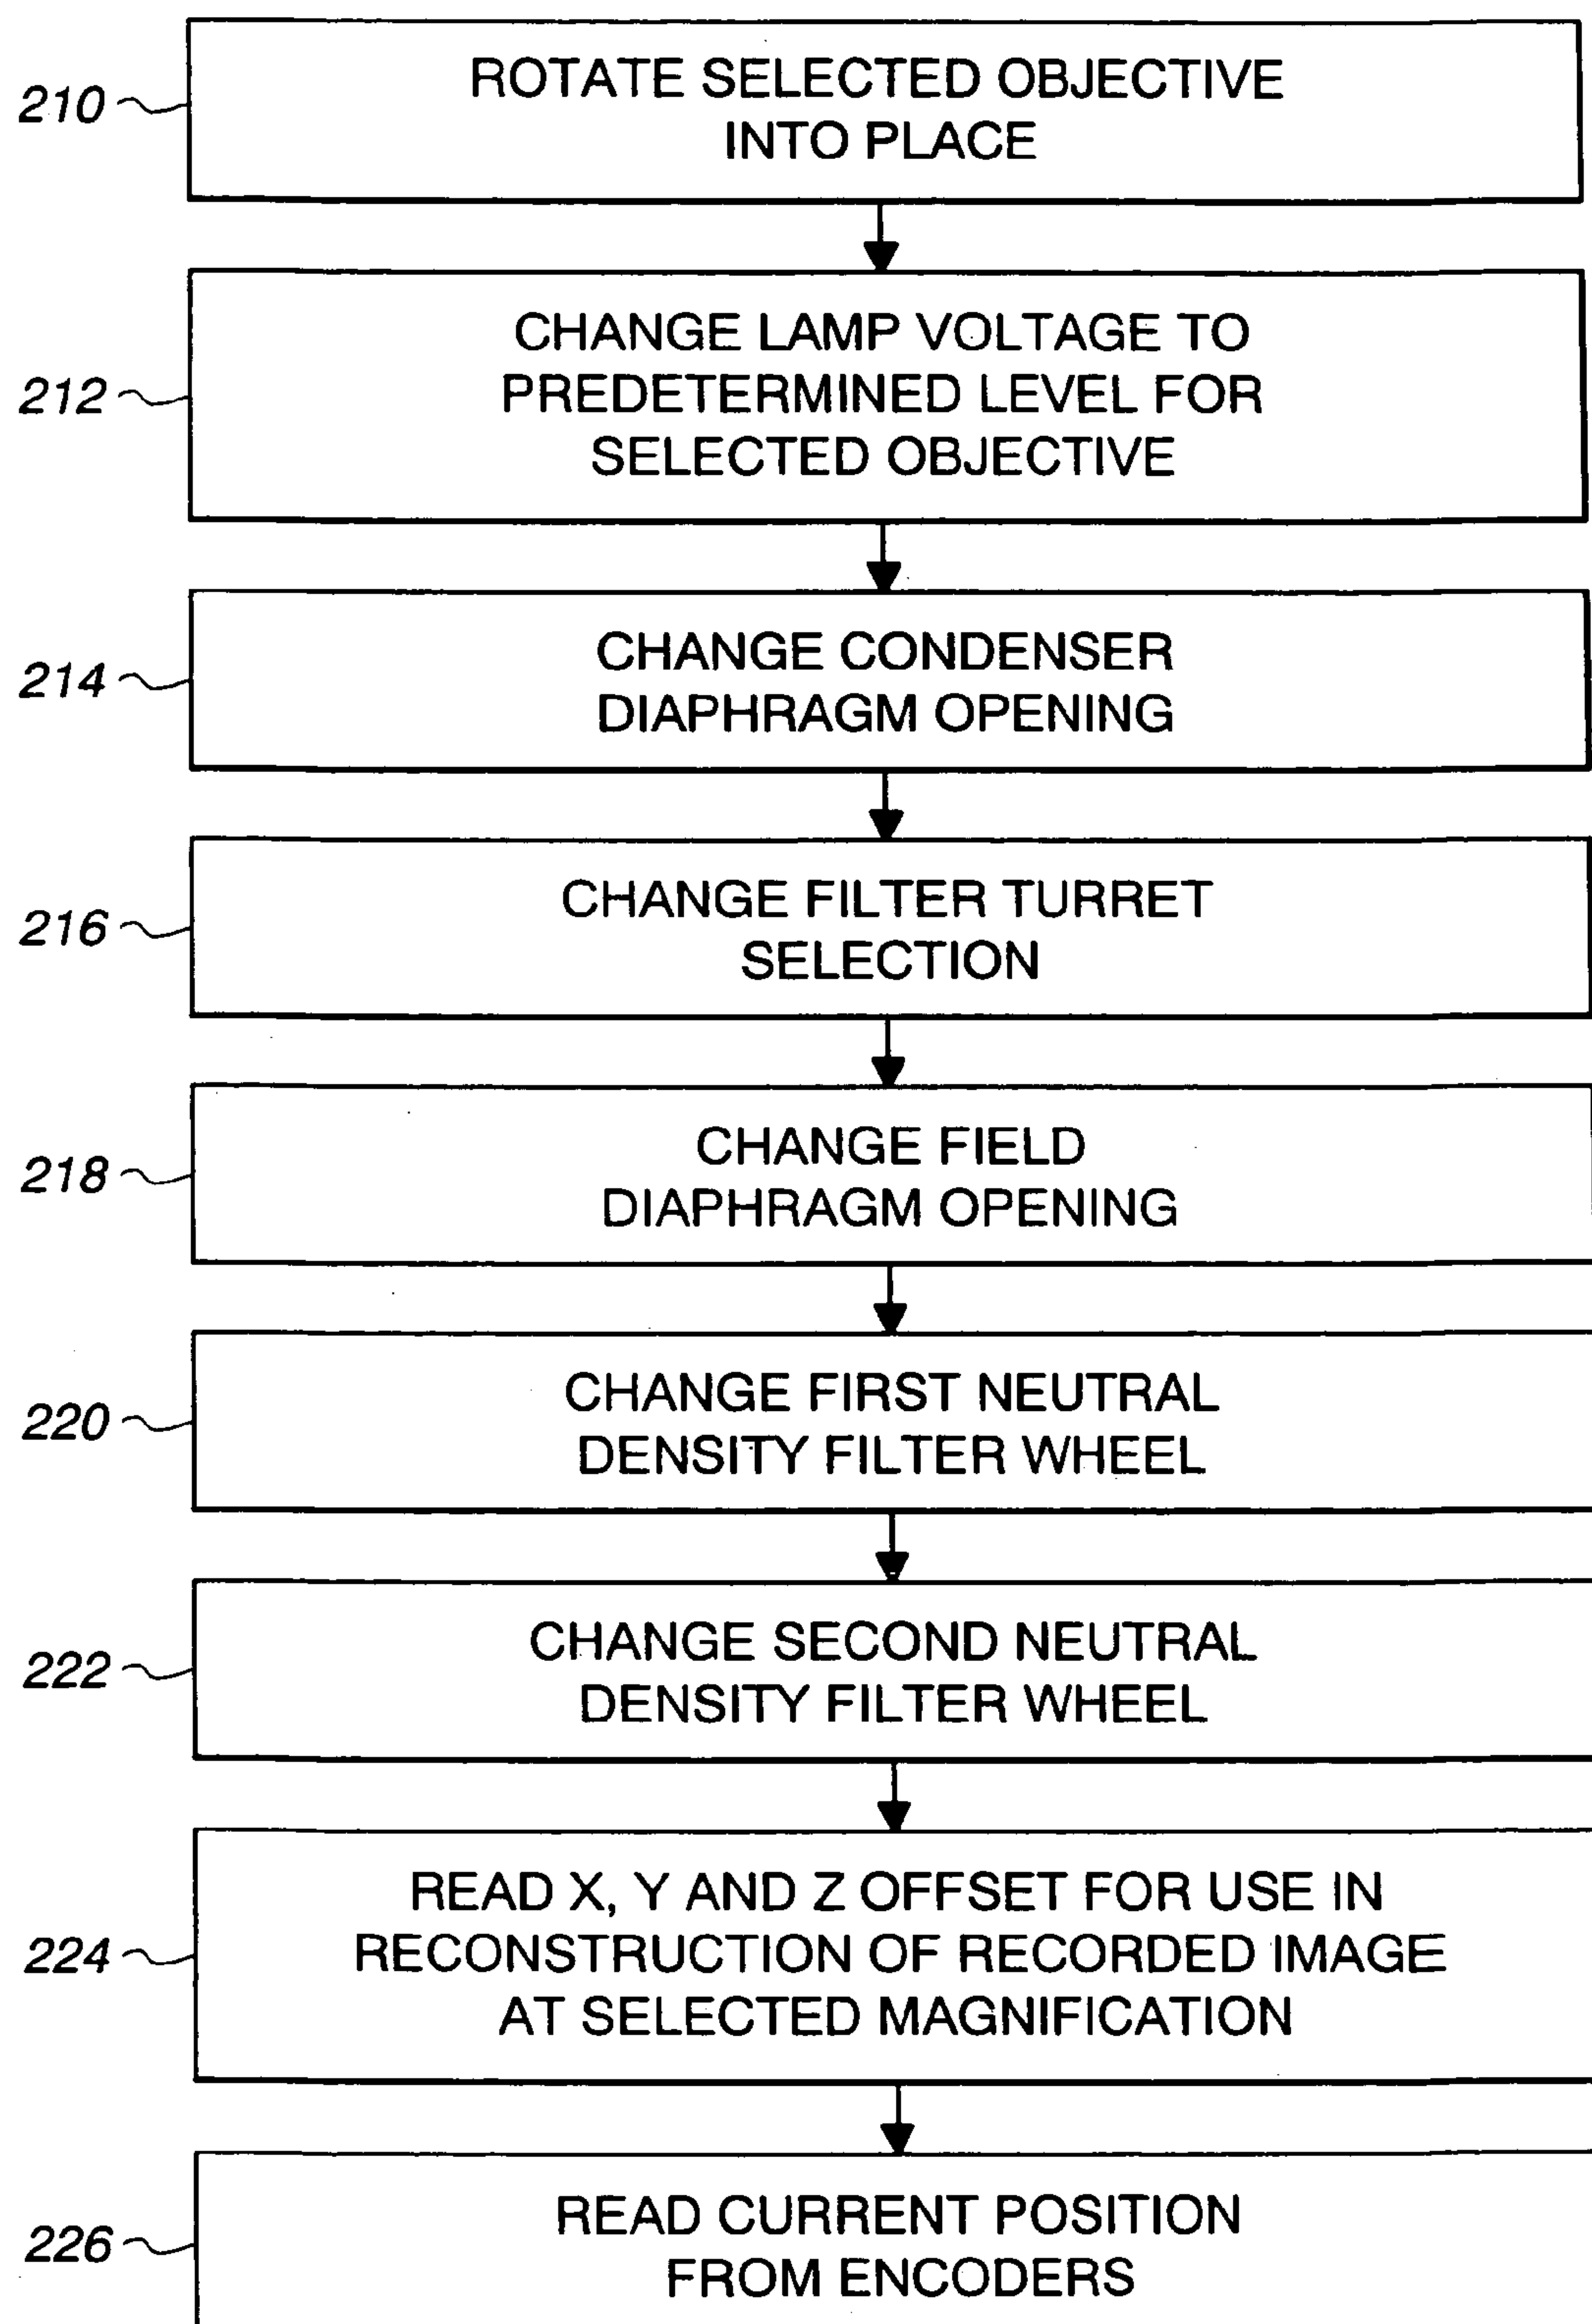 210
ROTATE SELECTED OBJECTIVE
INTO PLACE
212
CHANGE LAMP VOLTAGE TO
PREDETERMINED LEVEL FOR
SELECTED OBJECTIVE
214
CHANGE CONDENSER
DIAPHRAGM OPENING
216
CHANGE FILTER TURRET
SELECTION
218
CHANGE FIELD
DIAPHRAGM OPENING
220
CHANGE FIRST NEUTRAL
DENSITY FILTER WHEEL
222
CHANGE SECOND NEUTRAL
DENSITY FILTER WHEEL
224
READ X, Y AND Z OFFSET FOR USE IN
RECONSTRUCTION OF RECORDED IMAGE
AT SELECTED MAGNIFICATION
226
READ CURRENT POSITION
FROM ENCODERS